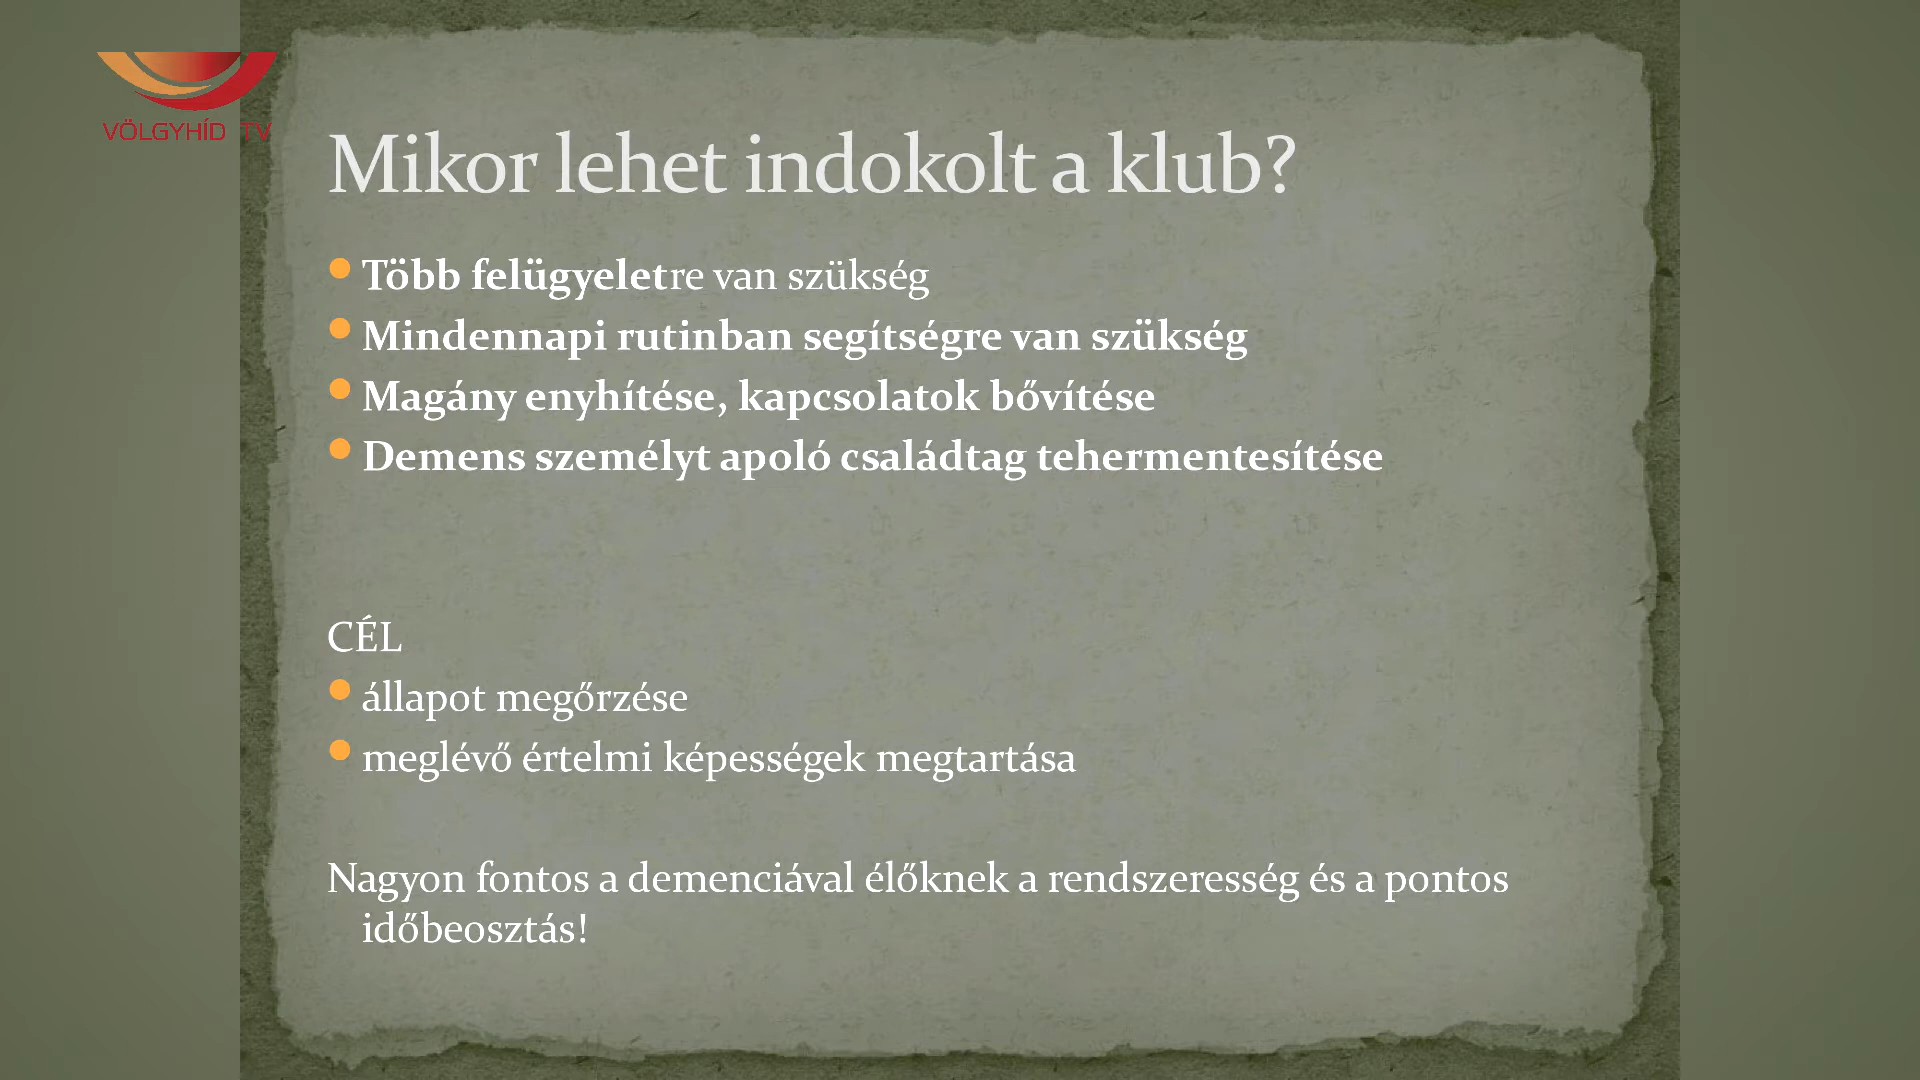 VÖLGYHÍD TV
Mikor lehet indokolt a klub?
Több felügyeletre van szükség
Mindennapi rutinban segítségre van szükség
Magány enyhítése, kapcsolatok bővítése
Demens személyt apoló családtag tehermentesítése
CÉL
állapot megőrzése
meglévő értelmi képességek megtartása
Nagyon fontos a demenciával élőknek a rendszeresség és a pontos
időbeosztás!